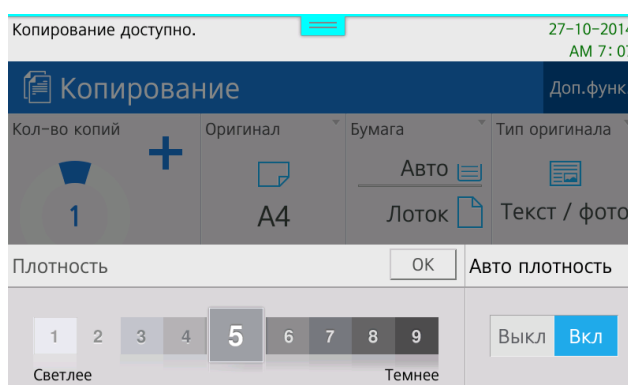 Копирование доступно.
27-10-2014
AM 7: 0
Копирование
Доп.функ
Кол-во копий
Оригинал
Бумага
Тип оригинала
1
A4
Авто
Лоток
Текст / фото
Плотность
OK
Авто плотность
1 2 3 4 5 6 7 8 9
Светлее
Темнее
Выкл
Вкл